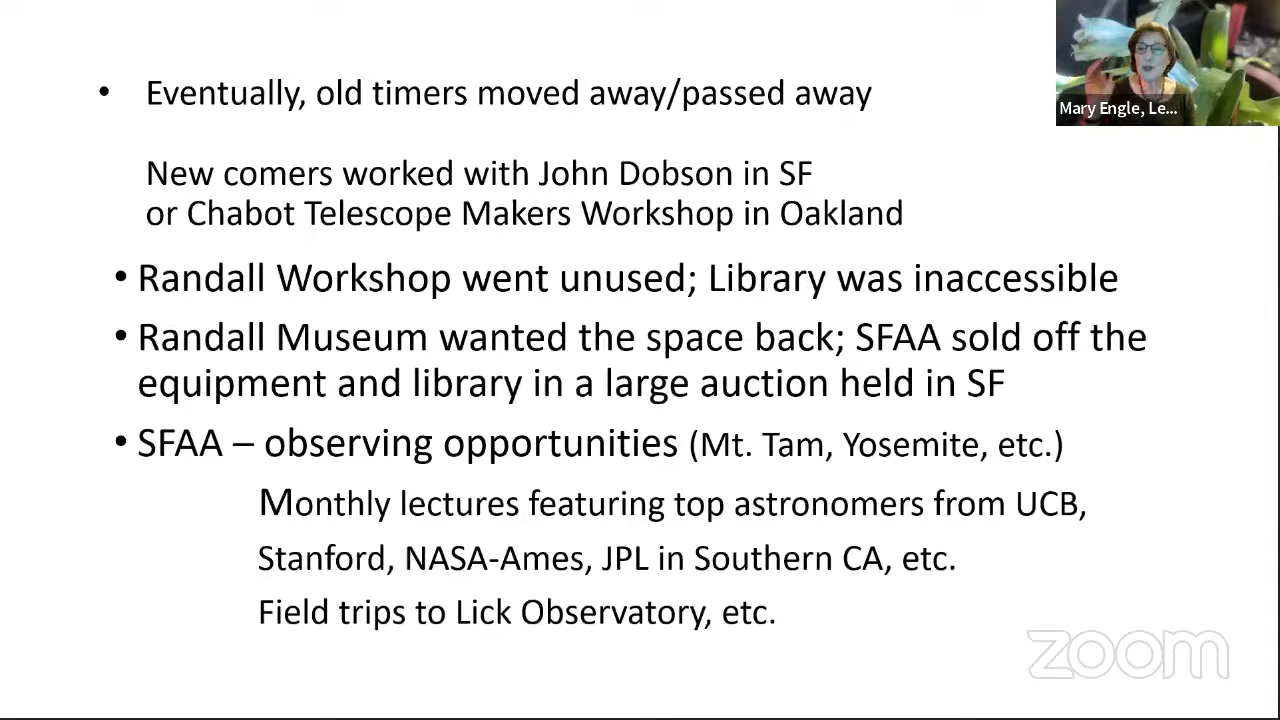 • Eventually, old timers moved away/passed away
New comers worked with John Dobson in SF
or Chabot Telescope Makers Workshop in Oakland
• Randall Workshop went unused; Library was inaccessible
• Randall Museum wanted the space back; SFAA sold off the
equipment and library in a large auction held in SF
• SFAA – observing opportunities (Mt. Tam, Yosemite, etc.)
Monthly lectures featuring top astronomers from UCB,
Stanford, NASA-Ames, JPL in Southern CA, etc.
Field trips to Lick Observatory, etc.
Mary Engle, Le...
zoom